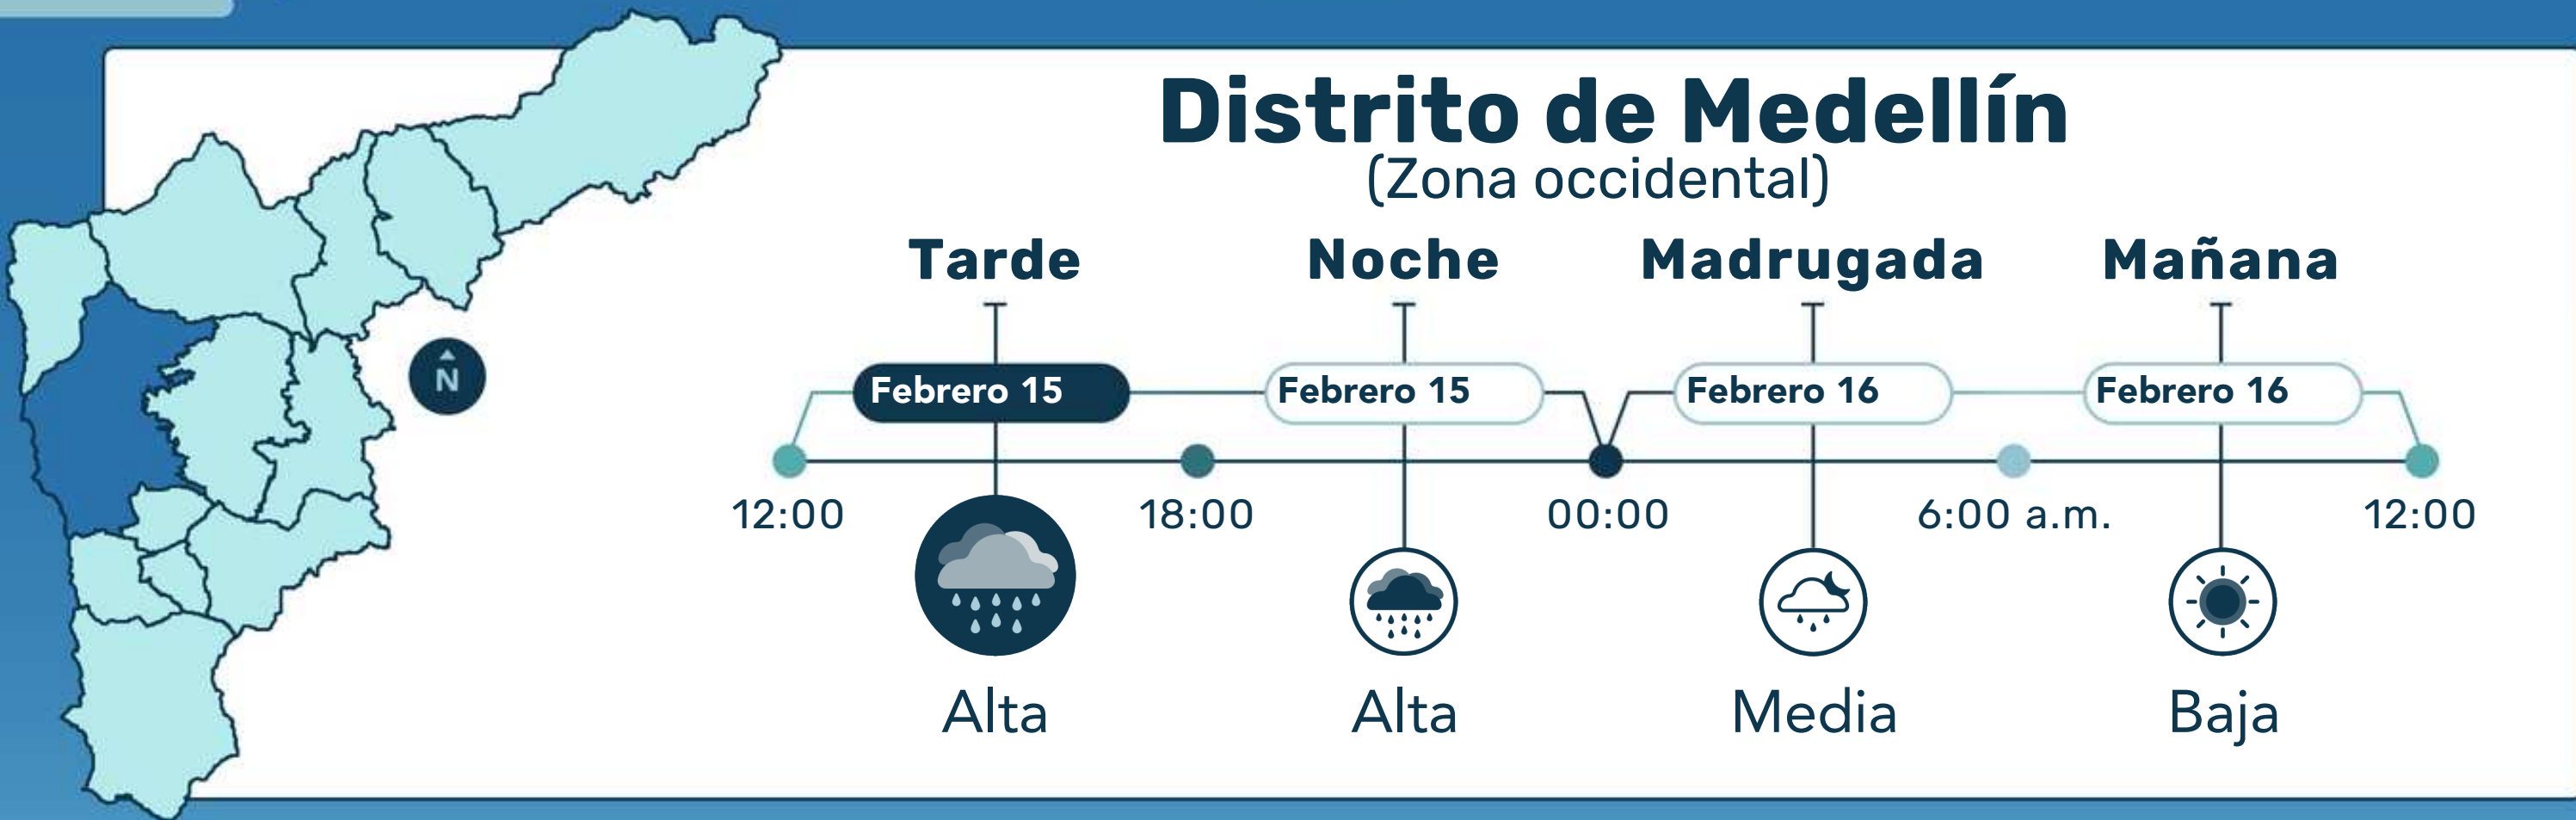 Distrito de Medellín
(Zona occidental)
Tarde Noche Madrugada Mañana
N
Febrero 15 Febrero 15 Febrero 16 Febrero 16
12:00 18:00 00:00 6:00 a.m. 12:00
Alta Alta Media Baja